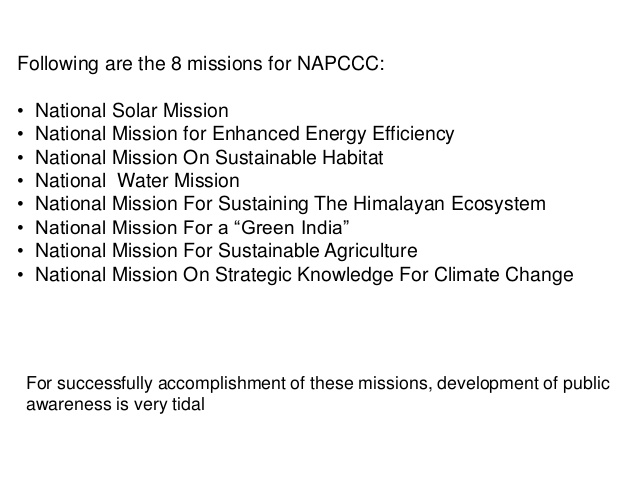 Following are the 8 missions for NAPCCC:
• National Solar Mission
• National Mission for Enhanced Energy Efficiency
• National Mission On Sustainable Habitat
• National  Water Mission
• National Mission For Sustaining The Himalayan Ecosystem
• National Mission For a “Green India”
• National Mission For Sustainable Agriculture
• National Mission On Strategic Knowledge For Climate Change
For successfully accomplishment of these missions, development of public
awareness is very tidal